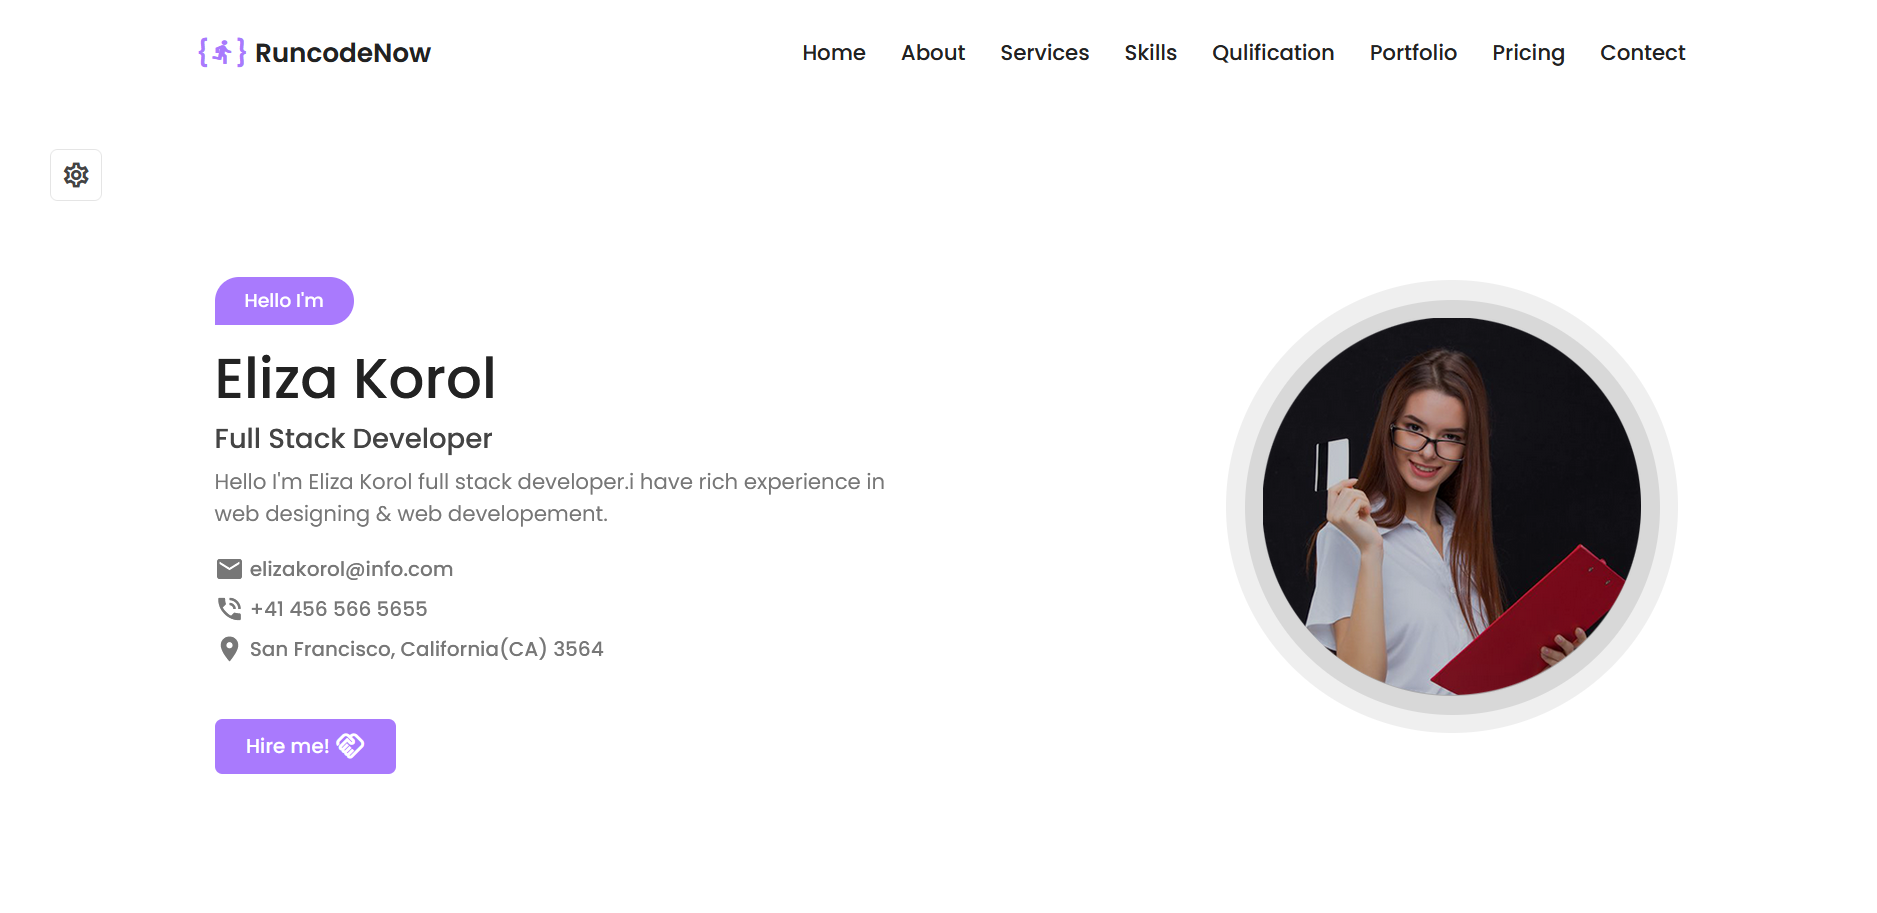 RuncodeNow
Home About Services Skills Qulification Portfolio Pricing Contect
Hello I'm
Eliza Korol
Full Stack Developer
Hello I'm Eliza Korol full stack developer.i have rich experience in
web designing & web developement.
elizakorol@info.com
+41 456 566 5655
San Francisco, California(CA) 3564
Hire me!